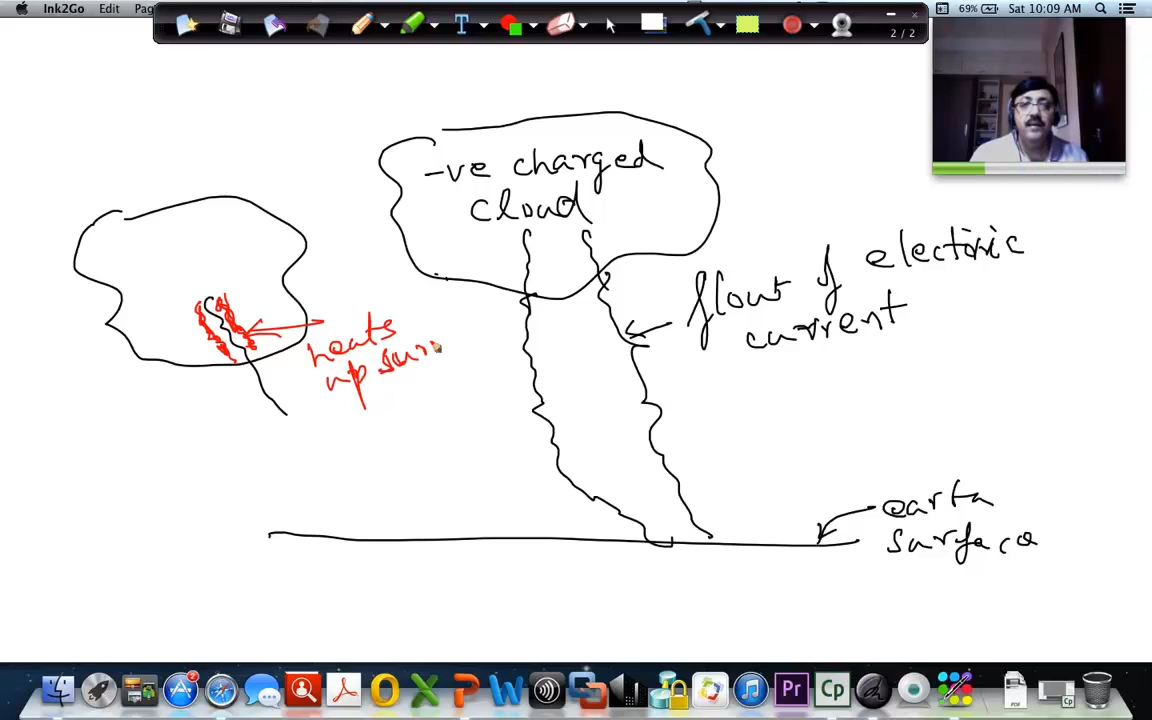 Ink2Go Edit Pag
69% Sat 10:09 AM
2 / 2
-ve charged
cloud
flow of electric
current
heats
up surr
earth
surface